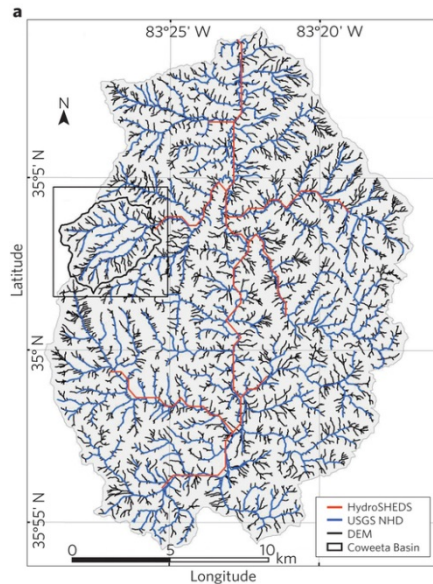 a
83°25' W
83°20' W
N
35°5' N
Latitude
35° N
35°55' N
HydroSHEDS
USGS NHD
DEM
Coweeta Basin
0
5
10
km
Longitude